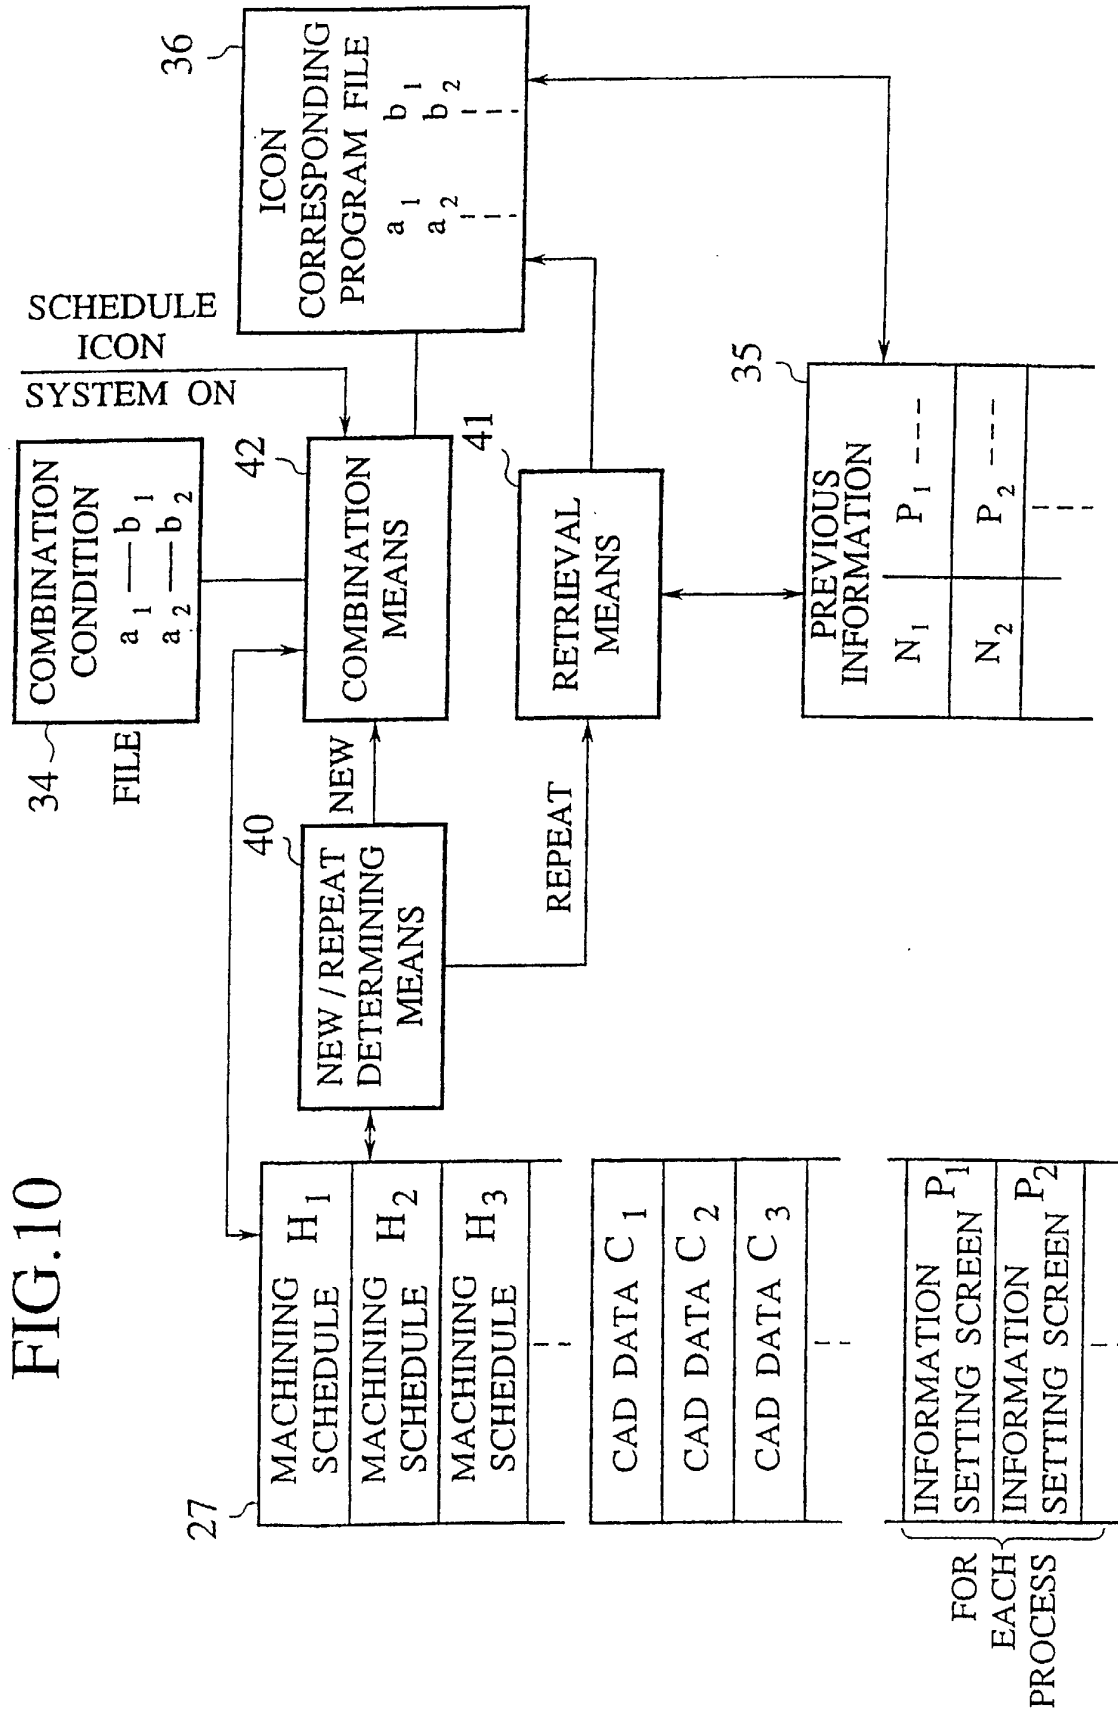 FIG.10
27
MACHINING
SCHEDULE H1
MACHINING
SCHEDULE H2
MACHINING
SCHEDULE H3
CAD DATA C1
CAD DATA C2
CAD DATA C3
INFORMATION
SETTING SCREEN P1
INFORMATION
SETTING SCREEN P2
FOR
EACH
PROCESS
40
NEW/REPEAT
DETERMINING
MEANS
NEW
REPEAT
34
FILE
COMBINATION
CONDITION
a1 — b1
a2 — b2
SCHEDULE
ICON
SYSTEM ON
42
COMBINATION
MEANS
41
RETRIEVAL
MEANS
35
PREVIOUS
INFORMATION
N1 P1 ----
N2 P2 ----
36
ICON
CORRESPONDING
PROGRAM FILE
a1 b1
a2 b2